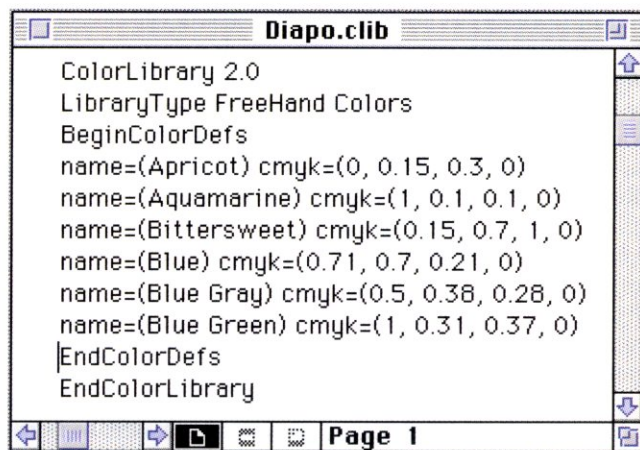 Diapo.clib
ColorLibrary 2.0
LibraryType FreeHand Colors
BeginColorDefs
name=(Apricot) cmyk=(0, 0.15, 0.3, 0)
name=(Aquamarine) cmyk=(1, 0.1, 0.1, 0)
name=(Bittersweet) cmyk=(0.15, 0.7, 1, 0)
name=(Blue) cmyk=(0.71, 0.7, 0.21, 0)
name=(Blue Gray) cmyk=(0.5, 0.38, 0.28, 0)
name=(Blue Green) cmyk=(1, 0.31, 0.37, 0)
EndColorDefs
EndColorLibrary
Page 1